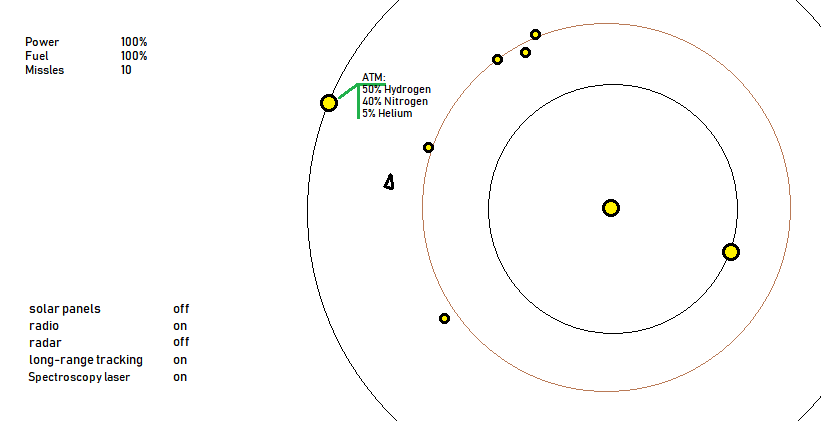 Power 100%
Fuel 100%
Missles 10
ATM:
50% Hydrogen
40% Nitrogen
5% Helium
solar panels off
radio on
radar off
long-range tracking on
Spectroscopy laser on